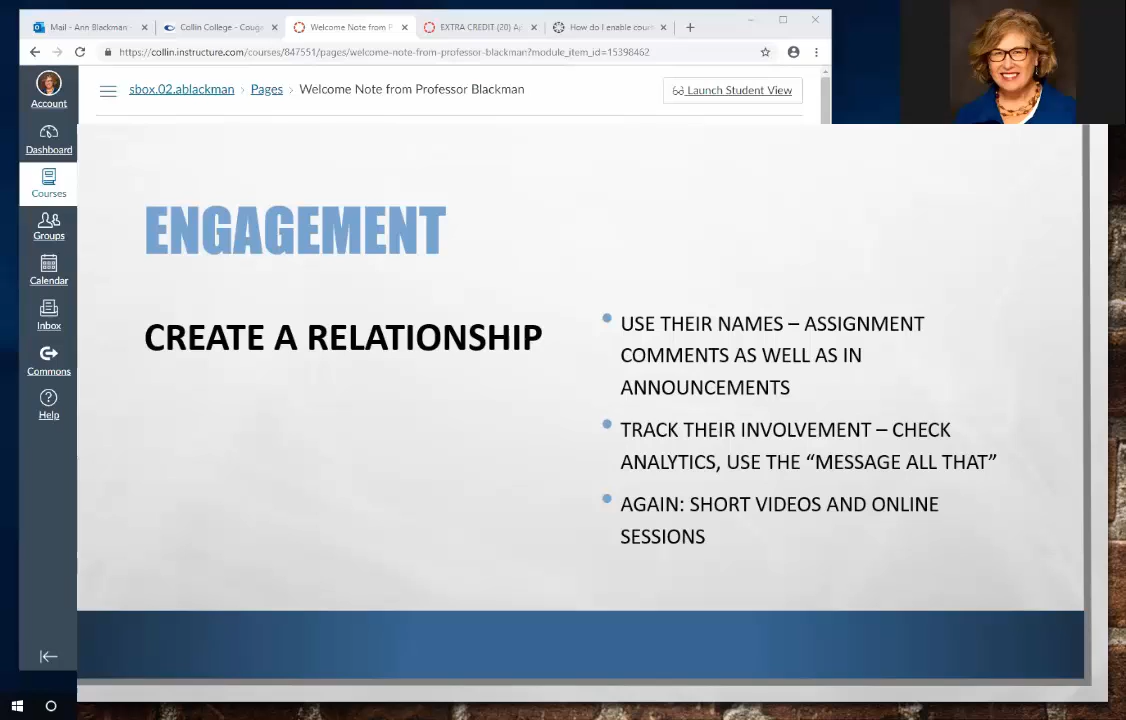 Mail - Ann Blackman -
Collin College - Couga
Welcome Note from P
EXTRA CREDIT (20) Ap
How do I enable court
https://collin.instructure.com/courses/847551/pages/welcome-note-from-professor-blackman?module_item_id=15398462
Account
sbox.02.ablackman > Pages > Welcome Note from Professor Blackman
Launch Student View
Dashboard
Courses
Groups
Calendar
Inbox
Commons
Help
ENGAGEMENT
CREATE A RELATIONSHIP
• USE THEIR NAMES – ASSIGNMENT
COMMENTS AS WELL AS IN
ANNOUNCEMENTS
• TRACK THEIR INVOLVEMENT – CHECK
ANALYTICS, USE THE “MESSAGE ALL THAT”
• AGAIN: SHORT VIDEOS AND ONLINE
SESSIONS